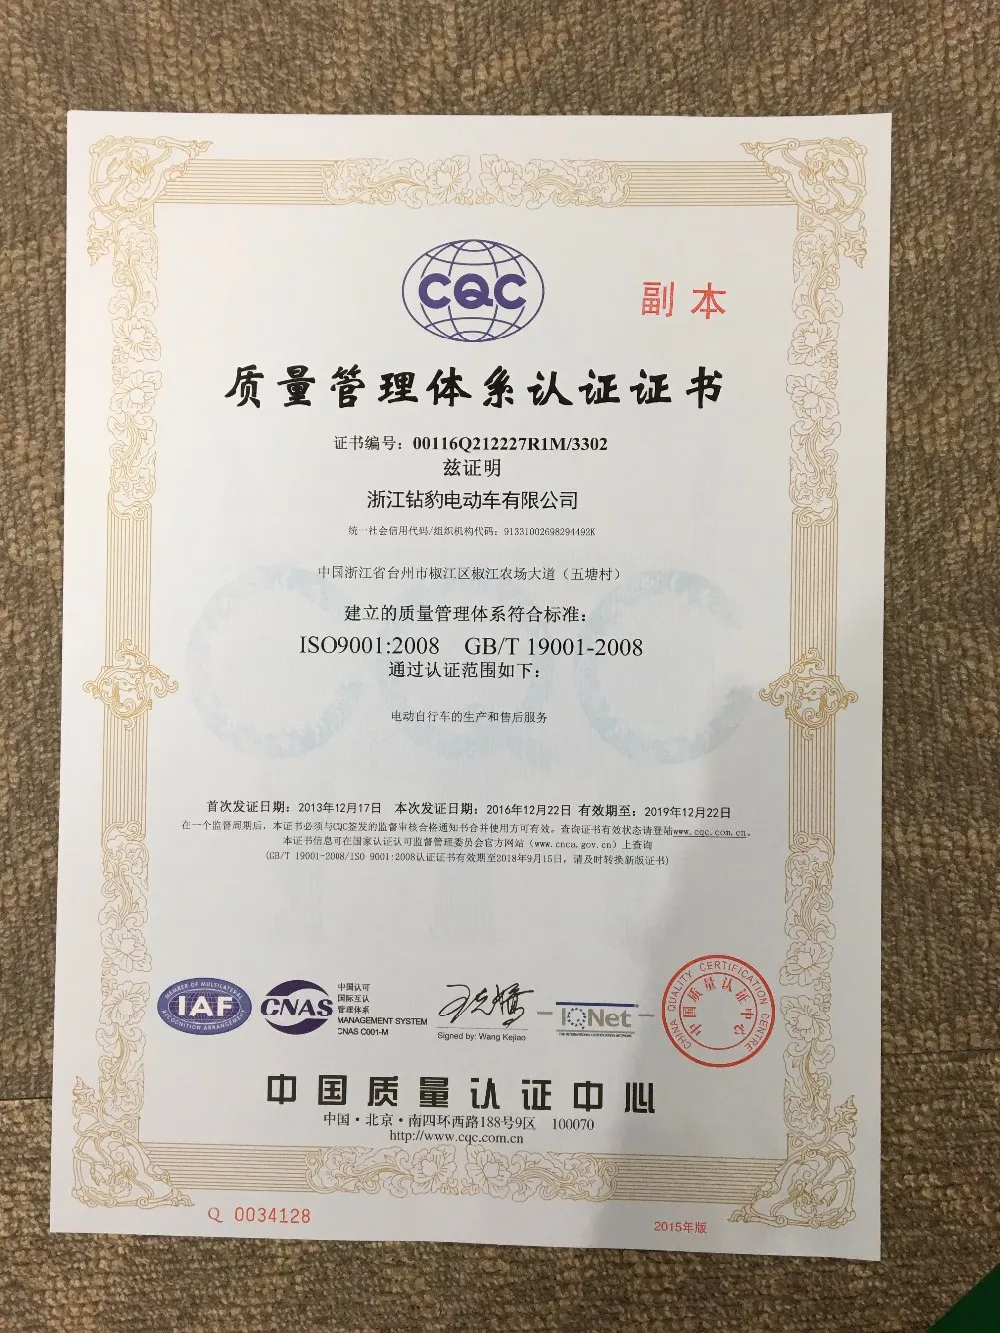 CQC
副本
质量管理体系认证证书
证书编号：00116Q212227R1M/3302
兹证明
浙江钻豹电动车有限公司
统一社会信用代码/组织机构代码：91331002698294492K
中国浙江省台州市椒江区椒江农场大道（五塘村）
建立的质量管理体系符合标准：
ISO9001:2008 GB/T 19001-2008
通过认证范围如下：
电动自行车的生产和售后服务
首次发证日期：2013年12月17日 本次发证日期：2016年12月22日 有效期至：2019年12月22日
在一个监督周期后，本证书必须与CQC签发的监督审核合格通知书合并使用方可有效。查询证书有效状态请登陆www.cqc.com.cn。
本证书信息可在国家认证认可监督管理委员会官方网站（www.cnca.gov.cn）上查询
(GB/T 19001-2008/ISO 9001:2008认证证书有效期至2018年9月15日，请及时转换新版证书)
MEMBER OF MULTILATERAL
IAF
RECOGNITION ARRANGEMENT
CNAS
中国认可
国际互认
管理体系
MANAGEMENT SYSTEM
CNAS C001-M
Signed by: Wang Kejiao
IQNet
THE INTERNATIONAL CERTIFICATION NETWORK
CHINA QUALITY CERTIFICATION CENTRE
中国质量认证中心
中国质量认证中心
中国·北京·南四环西路188号9区 100070
http://www.cqc.com.cn
Q 0034128
2015年版